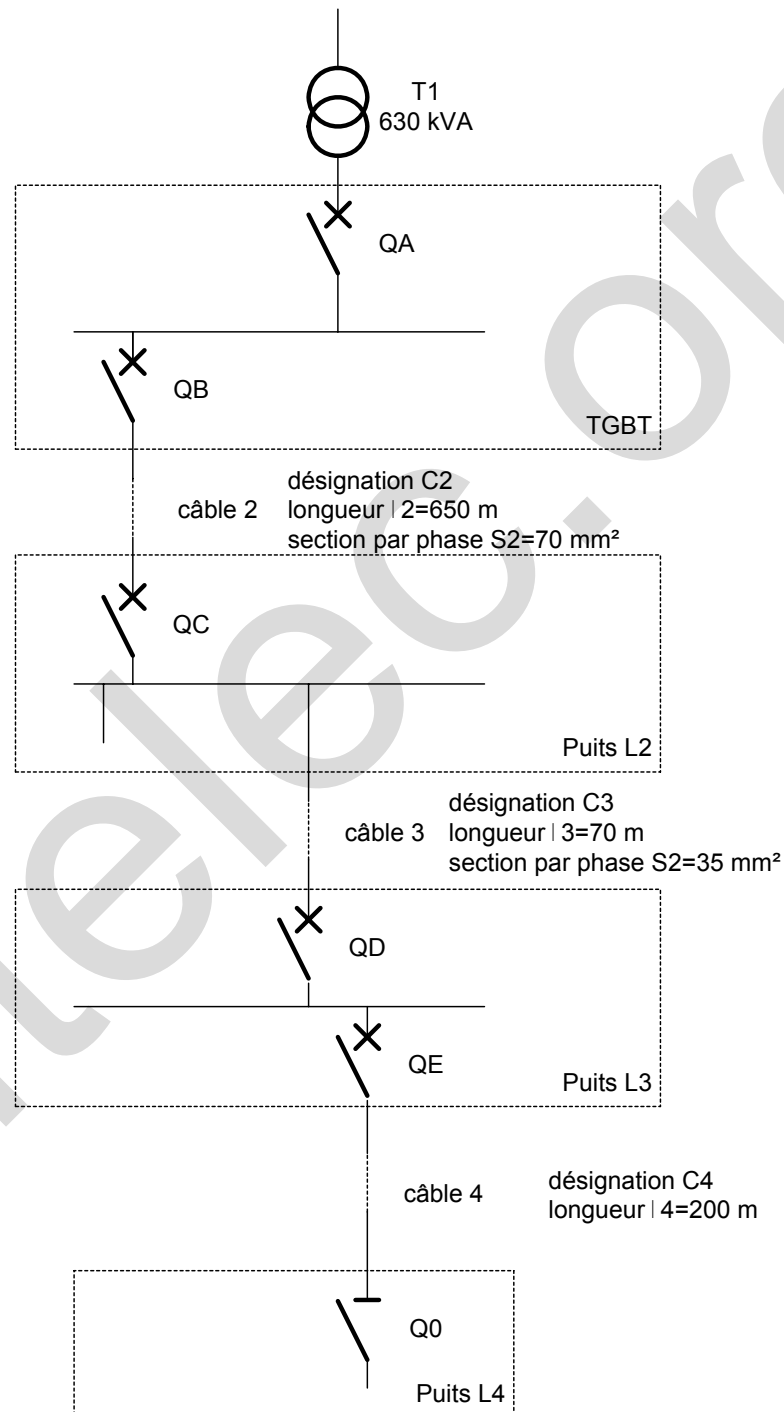 T1
630 kVA
QA
QB
TGBT
câble 2
désignation C2
longueur l 2=650 m
section par phase S2=70 mm²
QC
Puits L2
câble 3
désignation C3
longueur l 3=70 m
section par phase S2=35 mm²
QD
QE
Puits L3
câble 4
désignation C4
longueur l 4=200 m
Q0
Puits L4